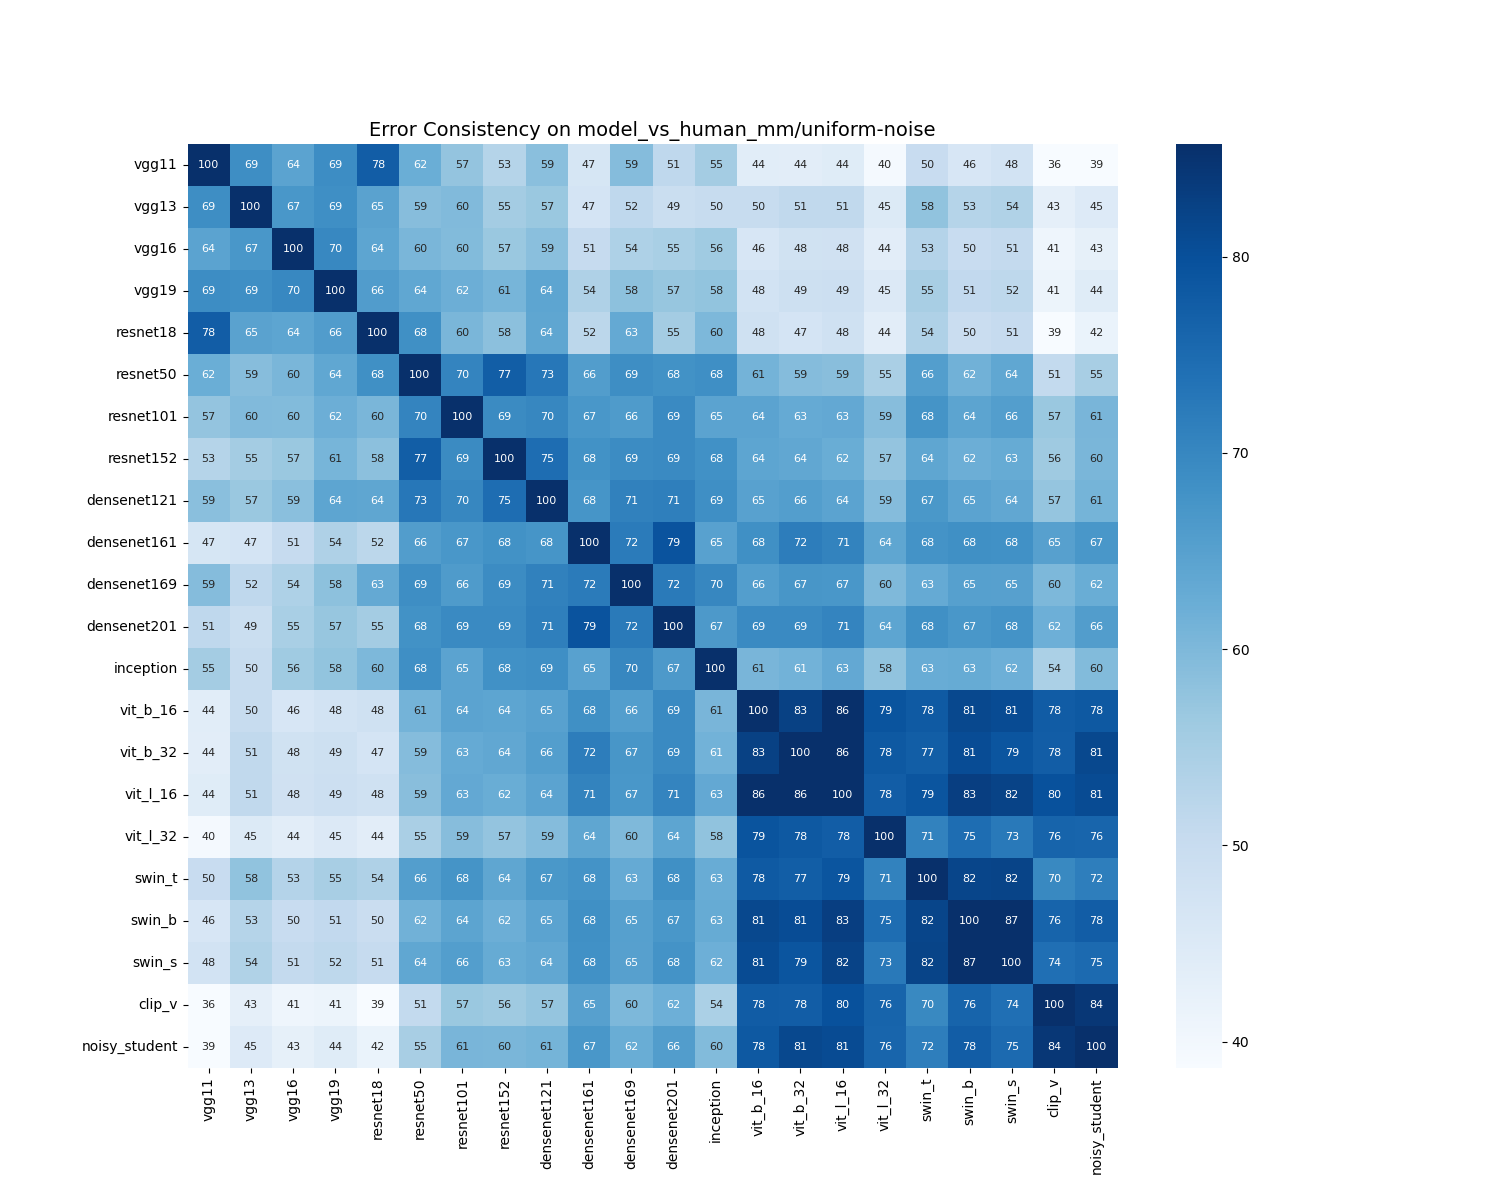 Error Consistency on model_vs_human_mm/uniform-noise
vgg11 100 69 64 69 78 62 57 53 59 47 59 51 55 44 44 44 40 50 46 48 36 39
vgg13 69 100 67 69 65 59 60 55 57 47 52 49 50 50 51 51 45 58 53 54 43 45
vgg16 64 67 100 70 64 60 60 57 59 51 54 55 56 46 48 48 44 53 50 51 41 43
vgg19 69 69 70 100 66 64 62 61 64 54 58 57 58 48 49 49 45 55 51 52 41 44
resnet18 78 65 64 66 100 68 60 58 64 52 63 55 60 48 47 48 44 54 50 51 39 42
resnet50 62 59 60 64 68 100 70 77 73 66 69 68 68 61 59 59 55 66 62 64 51 55
resnet101 57 60 60 62 60 70 100 69 70 67 66 69 65 64 63 63 59 68 64 66 57 61
resnet152 53 55 57 61 58 77 69 100 75 68 69 69 68 64 64 62 57 64 62 63 56 60
densenet121 59 57 59 64 64 73 70 75 100 68 71 71 69 65 66 64 59 67 65 64 57 61
densenet161 47 47 51 54 52 66 67 68 68 100 72 79 65 68 72 71 64 68 68 68 65 67
densenet169 59 52 54 58 63 69 66 69 71 72 100 72 70 66 67 67 60 63 65 65 60 62
densenet201 51 49 55 57 55 68 69 69 71 79 72 100 67 69 69 71 64 68 67 68 62 66
inception 55 50 56 58 60 68 65 68 69 65 70 67 100 61 61 63 58 63 63 62 54 60
vit_b_16 44 50 46 48 48 61 64 64 65 68 66 69 61 100 83 86 79 78 81 81 78 78
vit_b_32 44 51 48 49 47 59 63 64 66 72 67 69 61 83 100 86 78 77 81 79 78 81
vit_l_16 44 51 48 49 48 59 63 62 64 71 67 71 63 86 86 100 78 79 83 82 80 81
vit_l_32 40 45 44 45 44 55 59 57 59 64 60 64 58 79 78 78 100 71 75 73 76 76
swin_t 50 58 53 55 54 66 68 64 67 68 63 68 63 78 77 79 71 100 82 82 70 72
swin_b 46 53 50 51 50 62 64 62 65 68 65 67 63 81 81 83 75 82 100 87 76 78
swin_s 48 54 51 52 51 64 66 63 64 68 65 68 62 81 79 82 73 82 87 100 74 75
clip_v 36 43 41 41 39 51 57 56 57 65 60 62 54 78 78 80 76 70 76 74 100 84
noisy_student 39 45 43 44 42 55 61 60 61 67 62 66 60 78 81 81 76 72 78 75 84 100
vgg11 vgg13 vgg16 vgg19 resnet18 resnet50 resnet101 resnet152 densenet121 densenet161 densenet169 densenet201 inception vit_b_16 vit_b_32 vit_l_16 vit_l_32 swin_t swin_b swin_s clip_v noisy_student
80
70
60
50
40